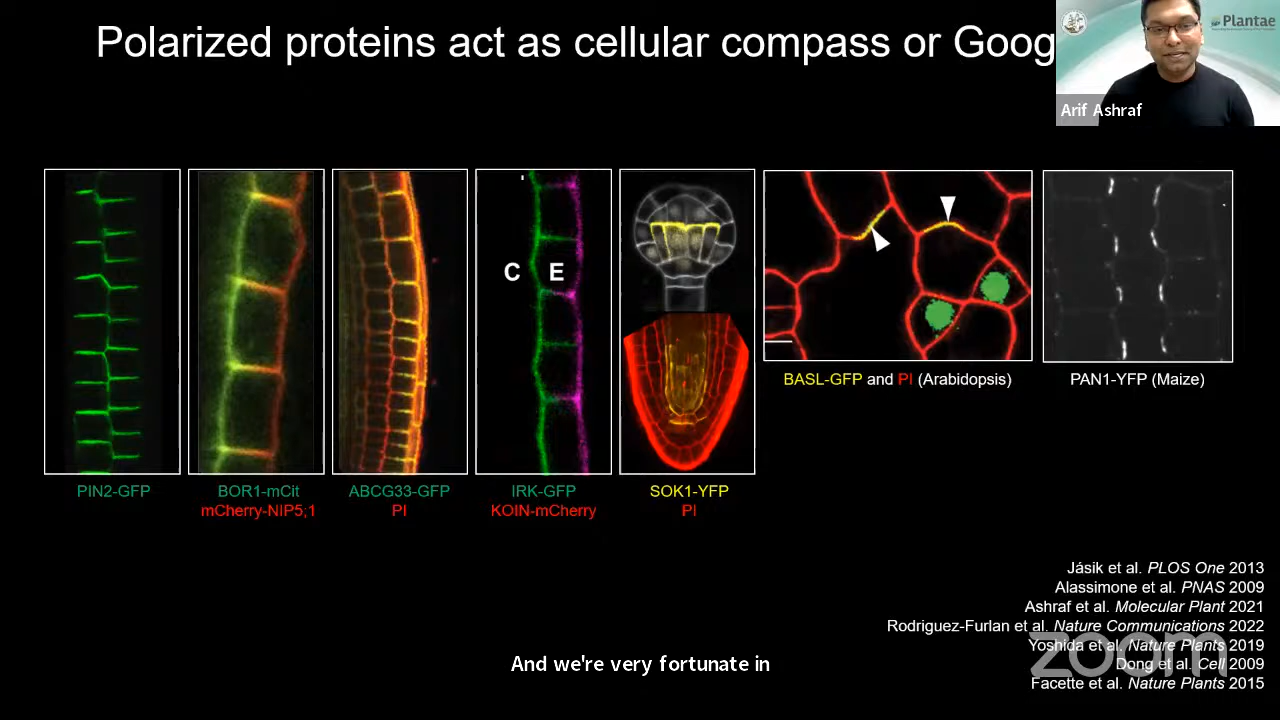 Polarized proteins act as cellular compass or Goog
Plantae
Arif Ashraf
C E
PIN2-GFP
BOR1-mCit
mCherry-NIP5;1
ABCG33-GFP
PI
IRK-GFP
KOIN-mCherry
SOK1-YFP
PI
BASL-GFP and PI (Arabidopsis)
PAN1-YFP (Maize)
Jásik et al. PLOS One 2013
Alassimone et al. PNAS 2009
Ashraf et al. Molecular Plant 2021
Rodriguez-Furlan et al. Nature Communications 2022
Yoshida et al. Nature Plants 2019
Dong et al. Cell 2009
Facette et al. Nature Plants 2015
zoom
And we're very fortunate in